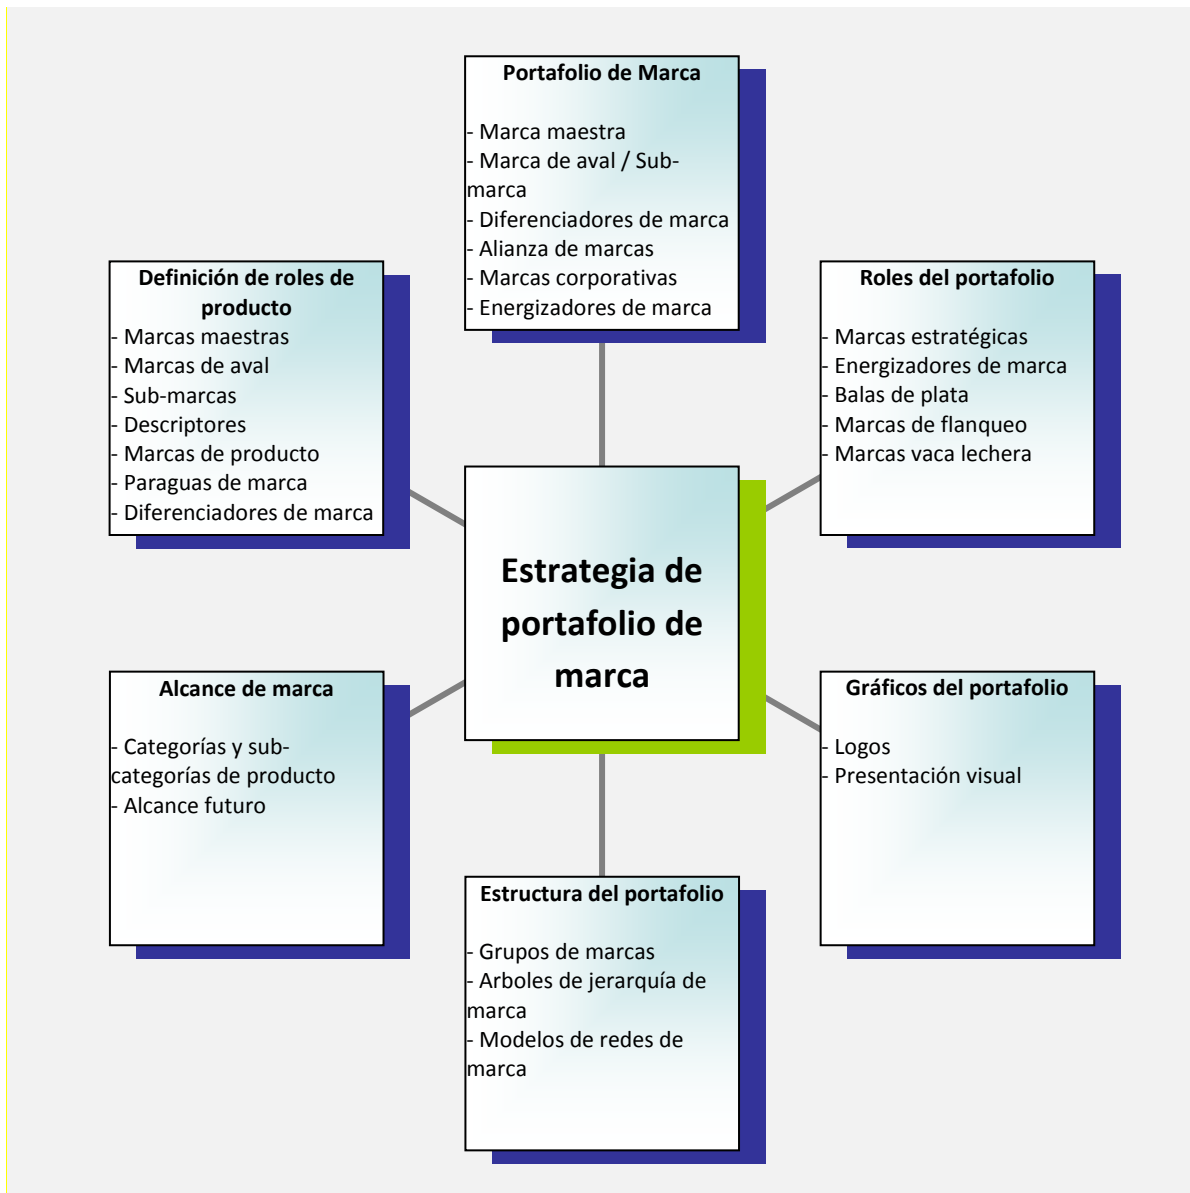 Portafolio de Marca
- Marca maestra
- Marca de aval / Sub-
marca
- Diferenciadores de marca
- Alianza de marcas
- Marcas corporativas
- Energizadores de marca
Definición de roles de
producto
- Marcas maestras
- Marcas de aval
- Sub-marcas
- Descriptores
- Marcas de producto
- Paraguas de marca
- Diferenciadores de marca
Roles del portafolio
- Marcas estratégicas
- Energizadores de marca
- Balas de plata
- Marcas de flanqueo
- Marcas vaca lechera
Estrategia de
portafolio de
marca
Alcance de marca
- Categorías y sub-
categorías de producto
- Alcance futuro
Gráficos del portafolio
- Logos
- Presentación visual
Estructura del portafolio
- Grupos de marcas
- Arboles de jerarquía de
marca
- Modelos de redes de
marca